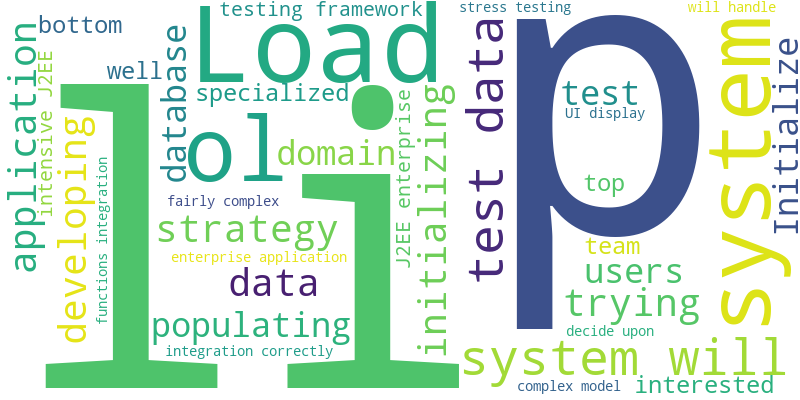 testing framework
stress testing
will handle
bottom
Load
application
intensive J2EE
well
database
specialized
system
Initialize
test data
p
test
UI display
li
ol
domain
initializing
J2EE enterprise
developing
functions integration
fairly complex
top
strategy
enterprise application
team
users
data
trying
populating
integration correctly
decide upon
system will
complex model
interested